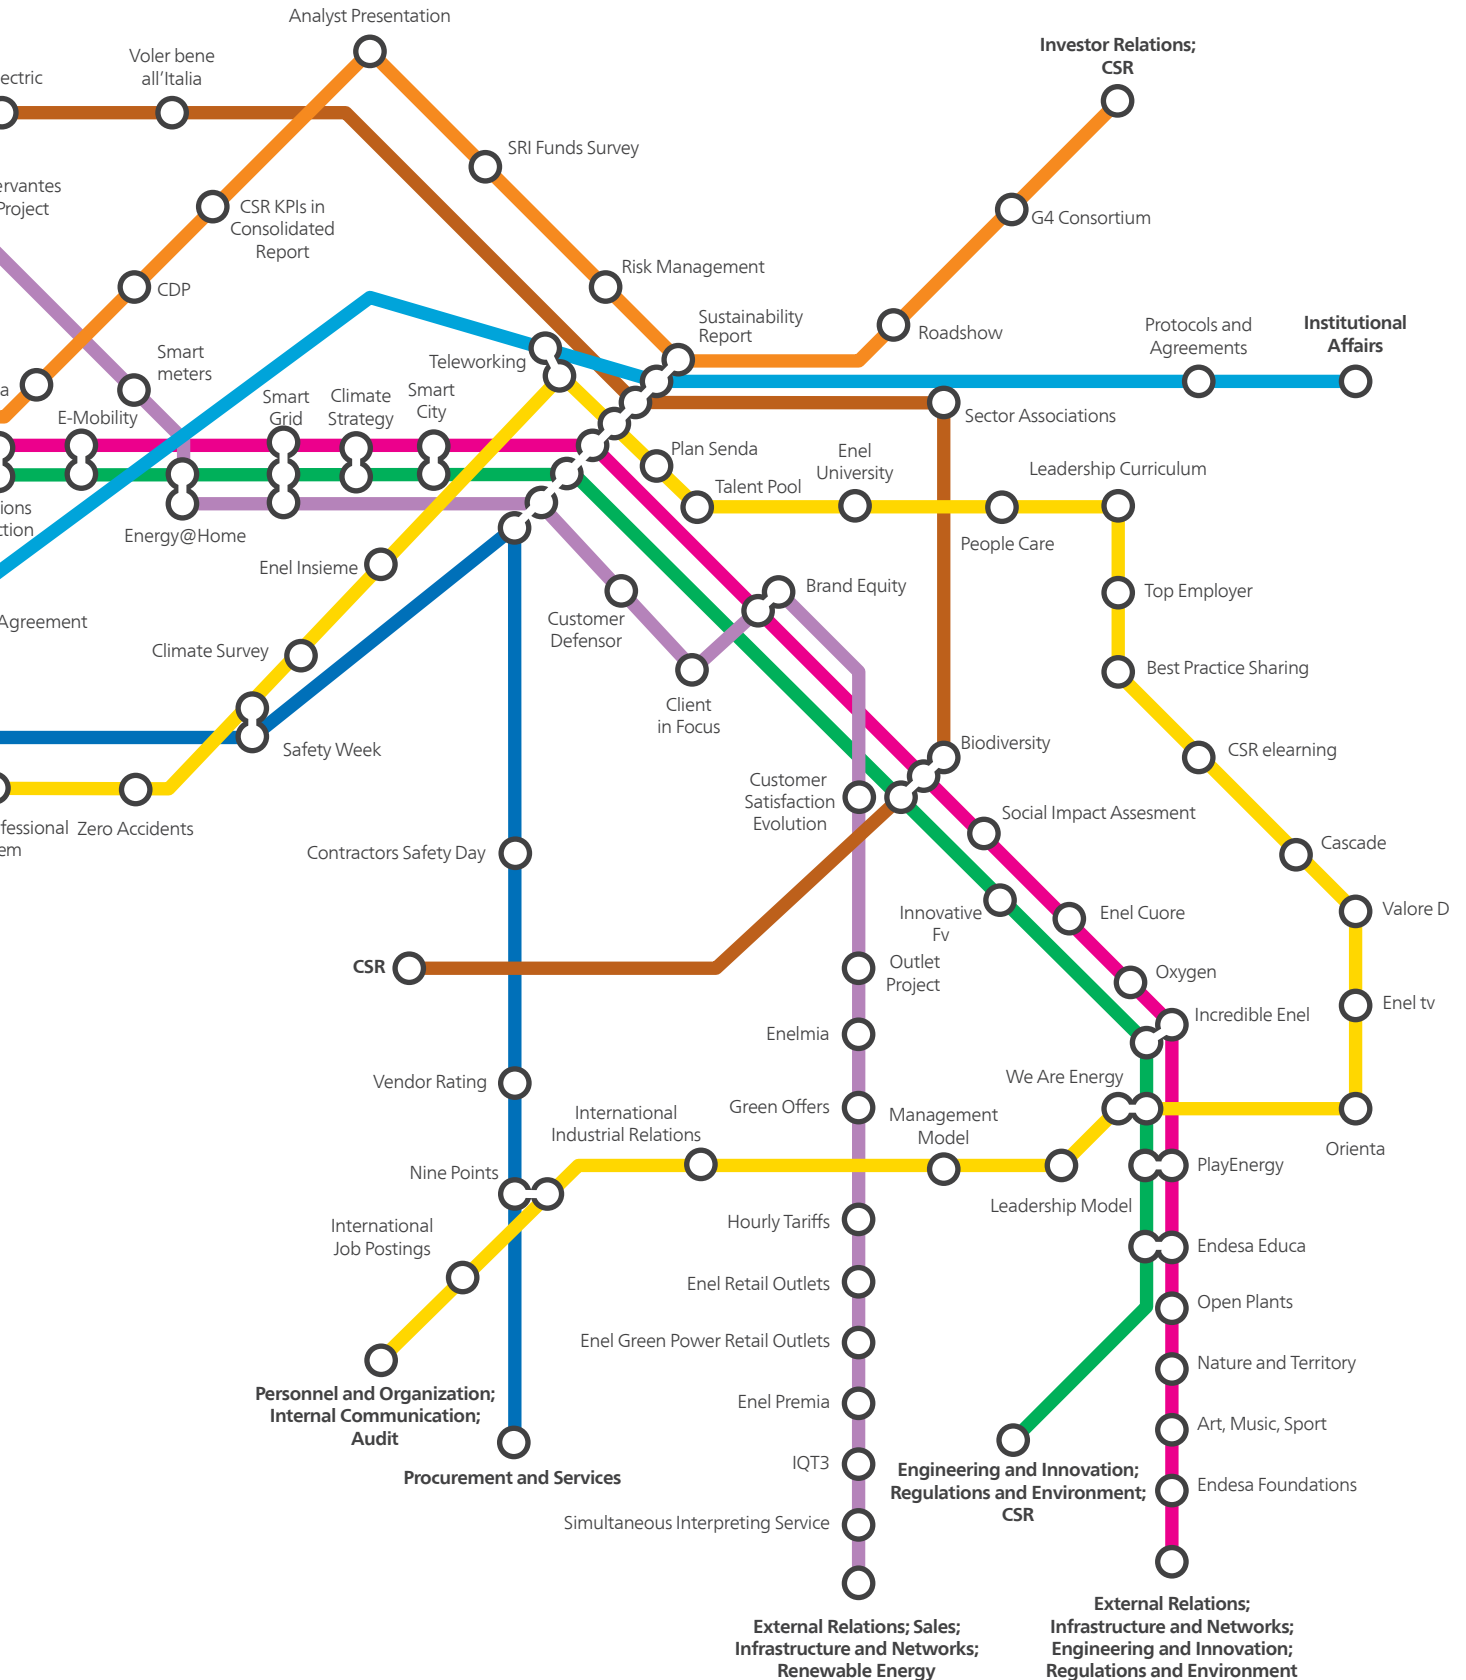 Analyst Presentation
Investor Relations;
CSR
Voler bene
all’Italia
ectric
SRI Funds Survey
ervantes
Project
CSR KPIs in
Consolidated
Report
G4 Consortium
Risk Management
CDP
Sustainability
Report
Roadshow
Protocols and
Agreements
Institutional
Affairs
Smart
meters
Teleworking
a
E-Mobility
Smart
Grid
Climate
Strategy
Smart
City
Sector Associations
Plan Senda
Enel
University
Leadership Curriculum
Talent Pool
ions
ction
Energy@Home
People Care
Enel Insieme
Brand Equity
Top Employer
Customer
Defensor
Agreement
Climate Survey
Best Practice Sharing
Client
in Focus
Safety Week
Biodiversity
CSR elearning
Customer
Satisfaction
Evolution
fessional
em
Zero Accidents
Social Impact Assesment
Contractors Safety Day
Cascade
Innovative
Fv
Enel Cuore
Valore D
CSR
Outlet
Project
Oxygen
Enel tv
Incredible Enel
Enelmia
We Are Energy
Vendor Rating
International
Industrial Relations
Green Offers
Management
Model
Orienta
Nine Points
PlayEnergy
Leadership Model
International
Job Postings
Hourly Tariffs
Endesa Educa
Enel Retail Outlets
Open Plants
Enel Green Power Retail Outlets
Nature and Territory
Personnel and Organization;
Internal Communication;
Audit
Enel Premia
Art, Music, Sport
Procurement and Services
IQT3
Engineering and Innovation;
Regulations and Environment;
CSR
Endesa Foundations
Simultaneous Interpreting Service
External Relations; Sales;
Infrastructure and Networks;
Renewable Energy
External Relations;
Infrastructure and Networks;
Engineering and Innovation;
Regulations and Environment